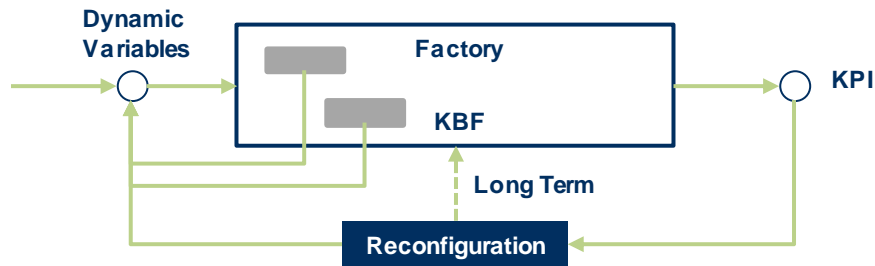 Dynamic
Variables
Factory
KPI
KBF
Long Term
Reconfiguration